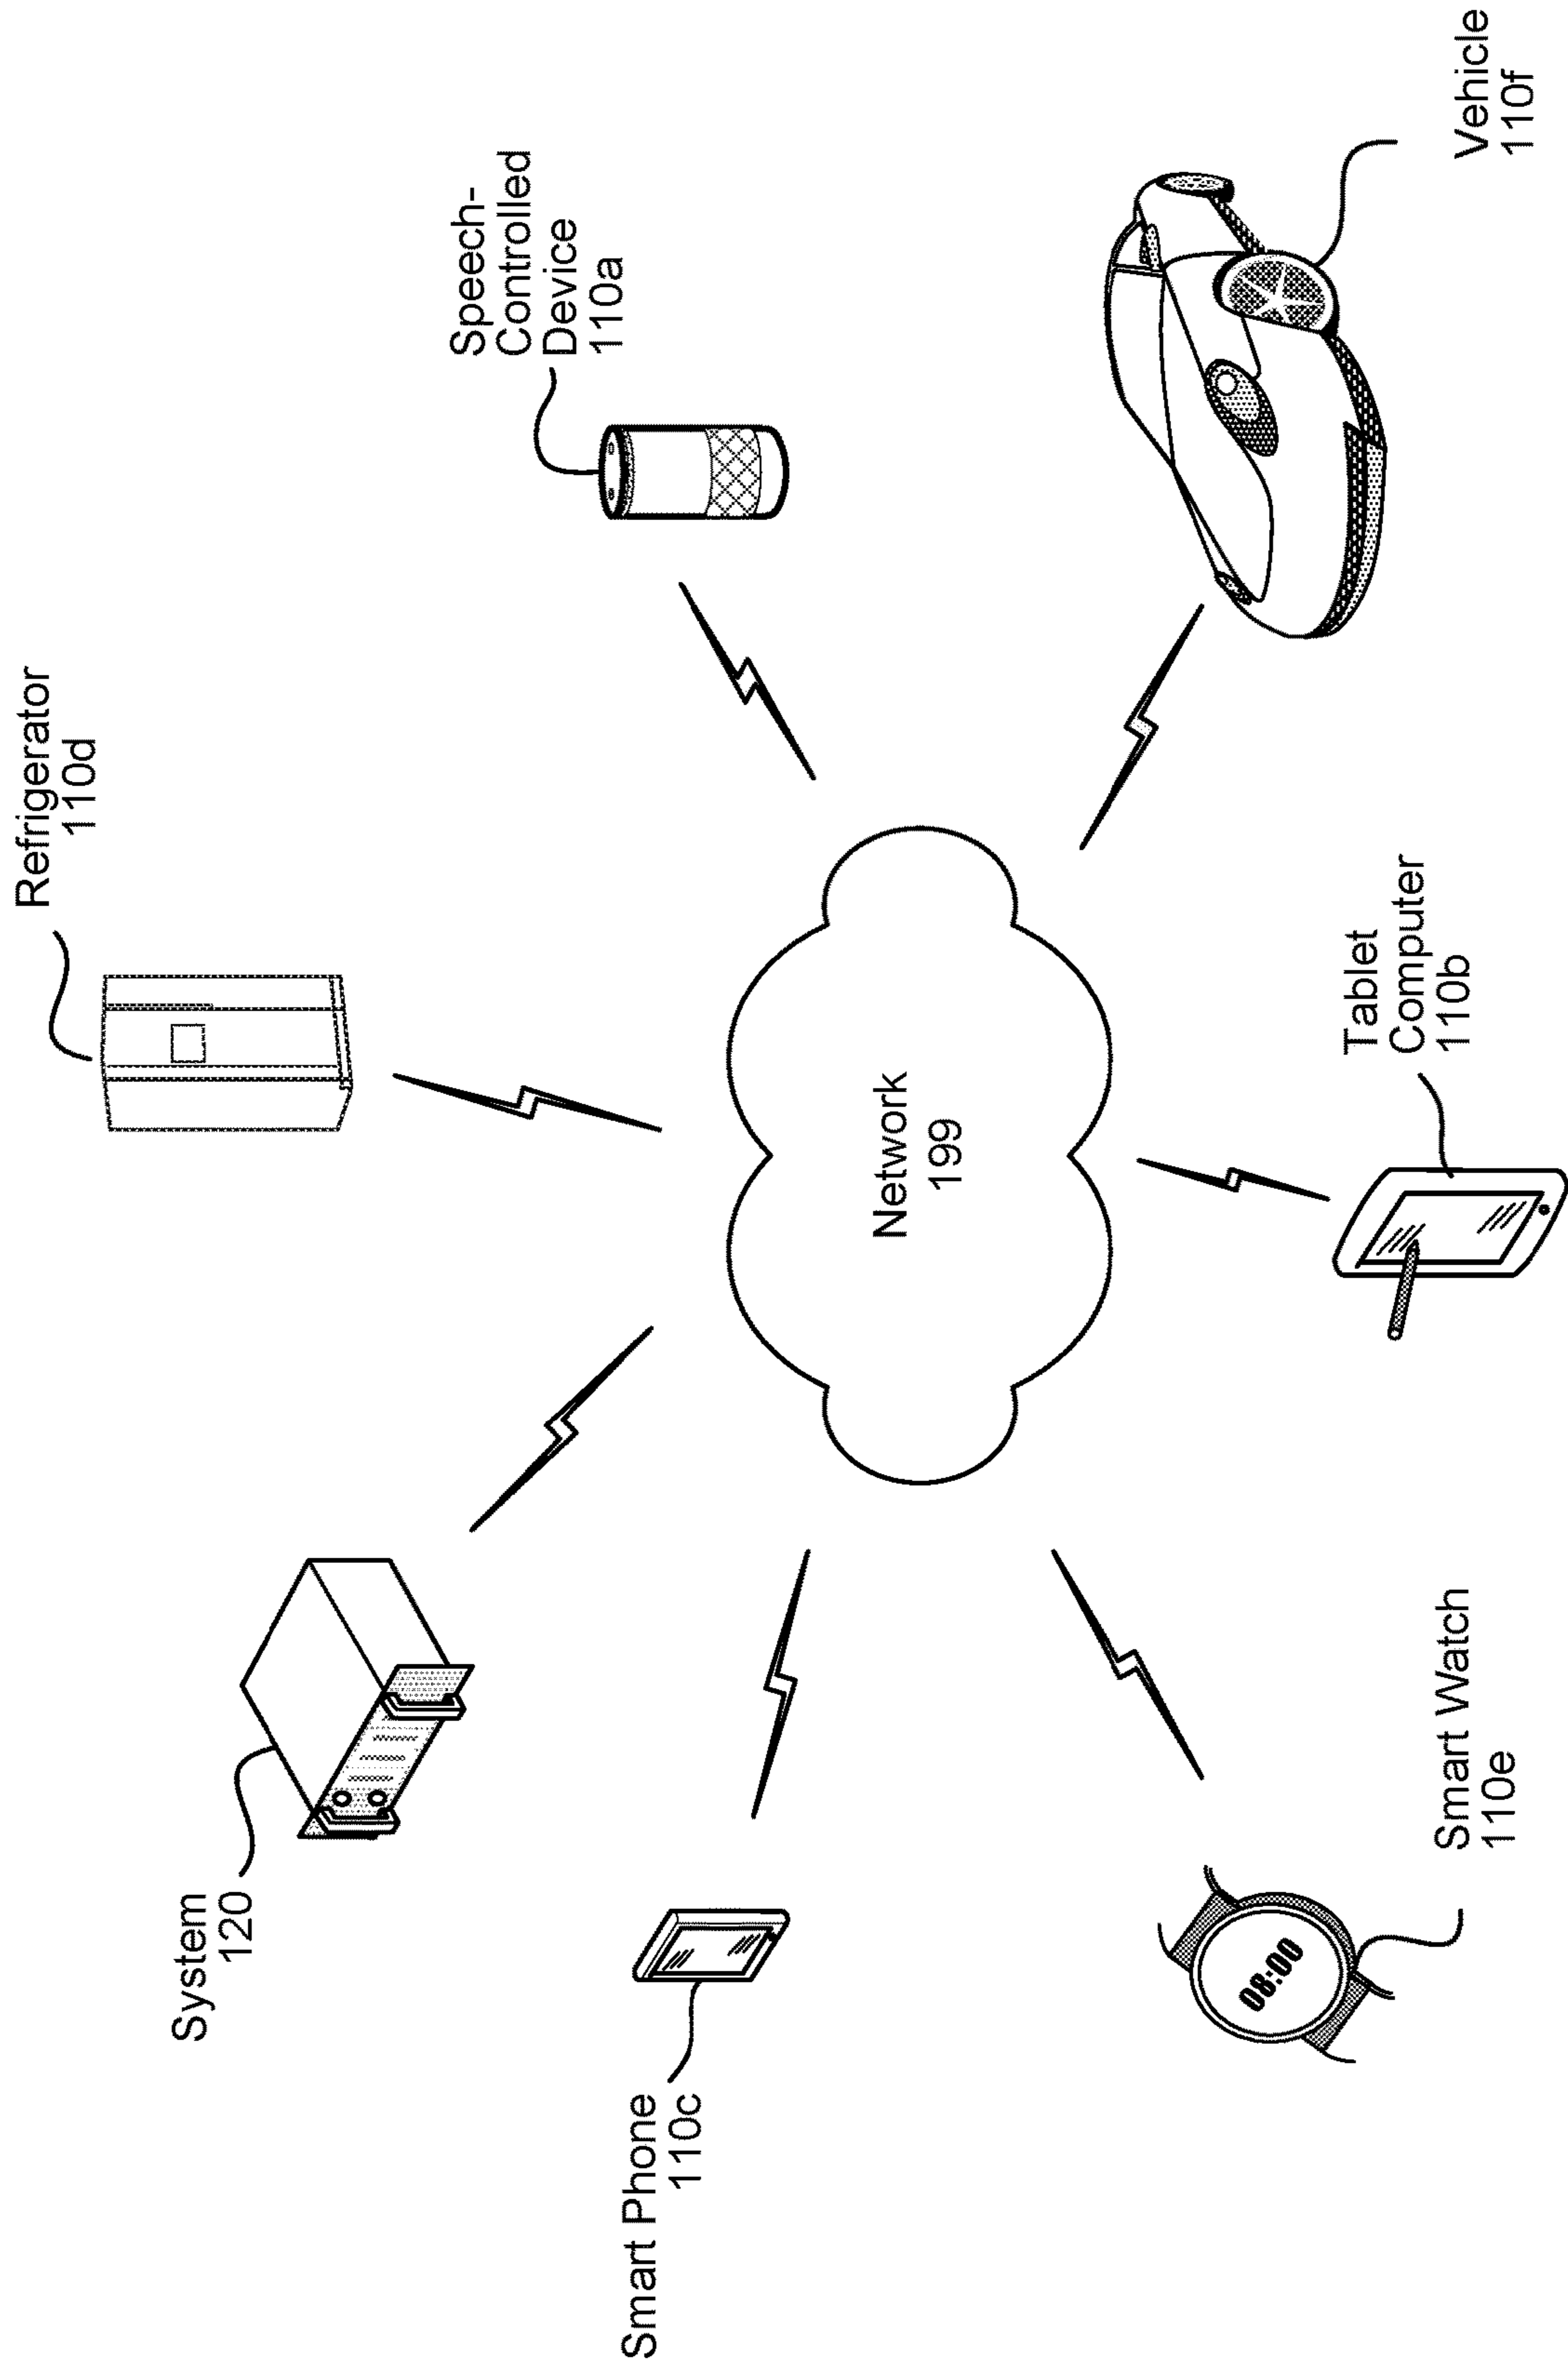 System
120
Refrigerator
110d
Speech-
Controlled
Device
110a
Smart Phone
110c
Network
199
Smart Watch
110e
08:00
Tablet
Computer
110b
Vehicle
110f